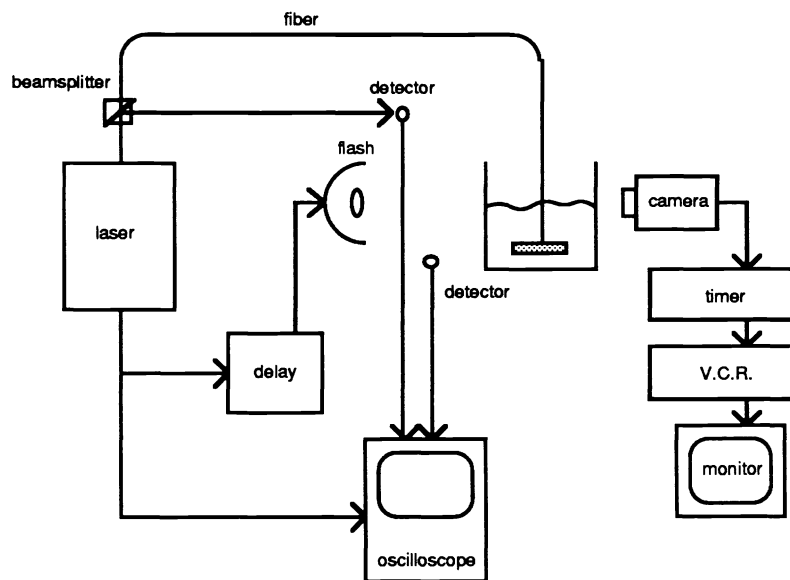 fiber
beamsplitter
detector
flash
camera
laser
detector
timer
delay
V.C.R.
monitor
oscilloscope